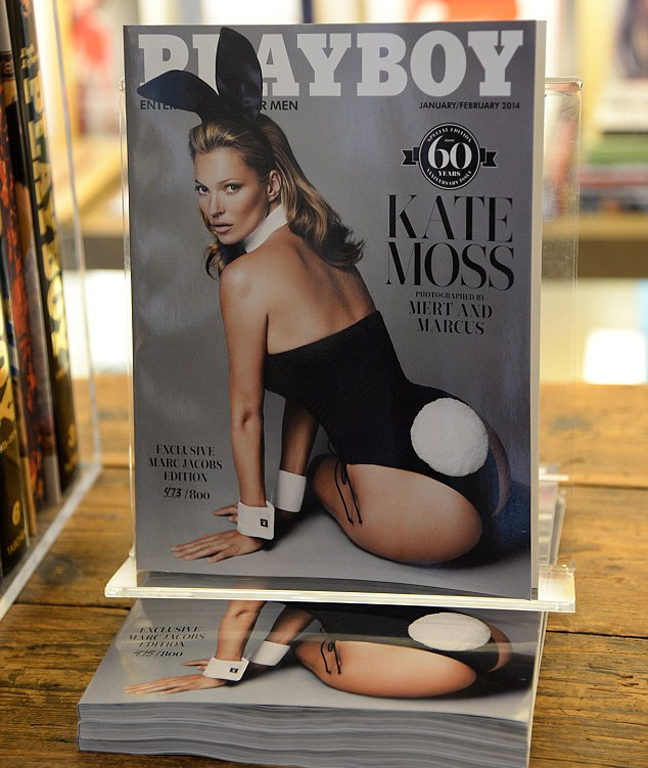 PLAYBOY
MEN
JANUARY/FEBRUARY 2014
SPECIAL EDITION
60
YEARS
ANNIVERSARY ISSUE
KATE
MOSS
PHOTOGRAPHED BY
MERT AND
MARCUS
EXCLUSIVE
MARC JACOBS
EDITION
473/800
EXCLUSIVE
MARC JACOBS
EDITION
/800